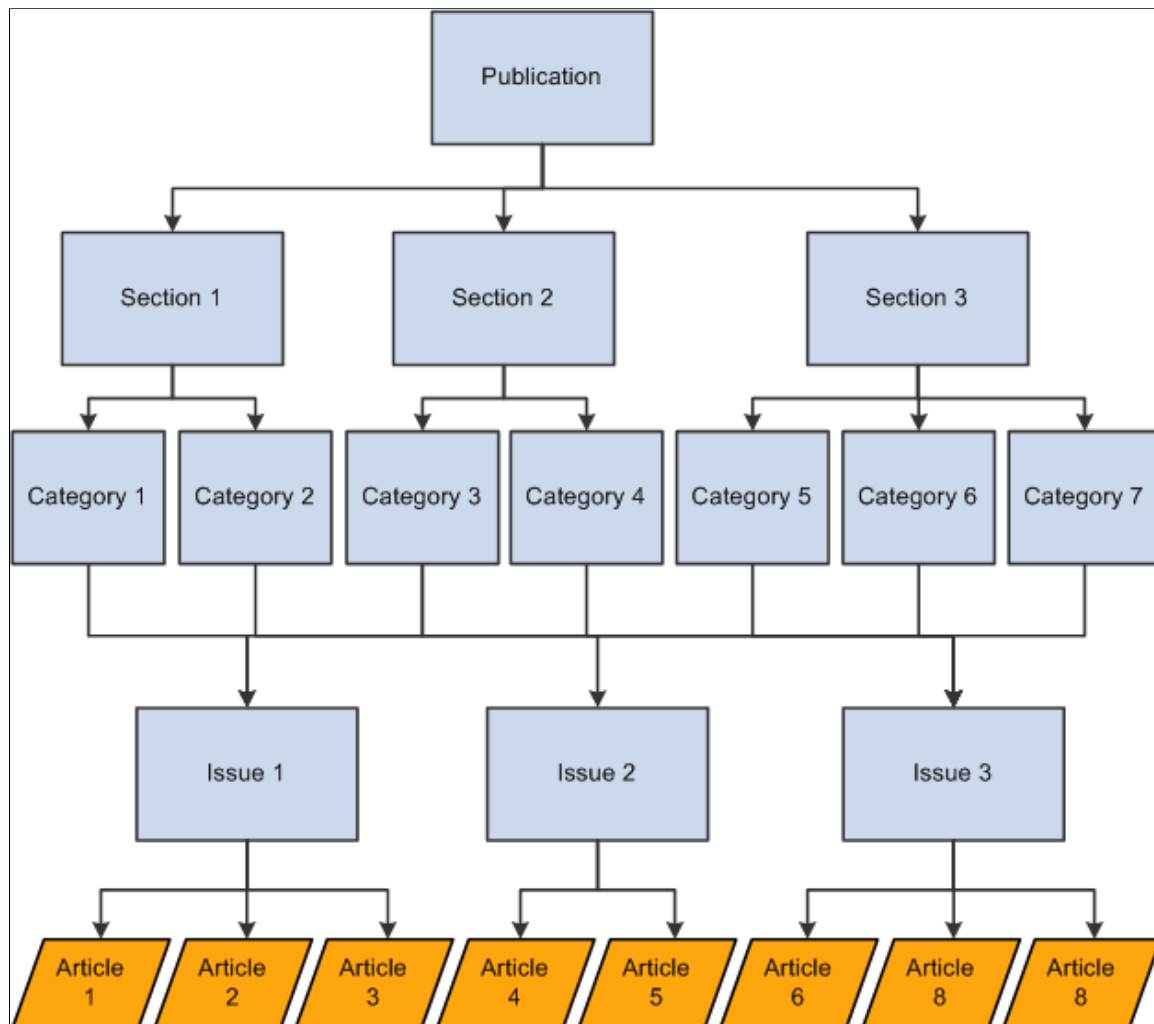 Publication
Section 1
Section 2
Section 3
Category 1
Category 2
Category 3
Category 4
Category 5
Category 6
Category 7
Issue 1
Issue 2
Issue 3
Article
1
Article
2
Article
3
Article
4
Article
5
Article
6
Article
8
Article
8